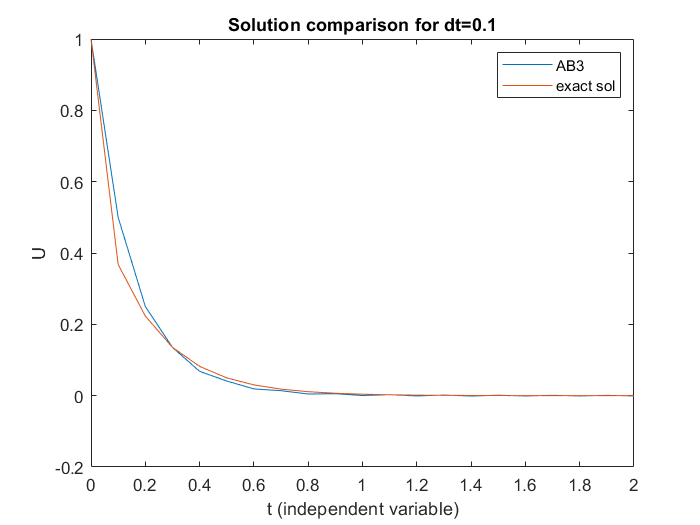 Solution comparison for dt=0.1
AB3
exact sol
U
1
0.8
0.6
0.4
0.2
0
-0.2
0 0.2 0.4 0.6 0.8 1 1.2 1.4 1.6 1.8 2
t (independent variable)